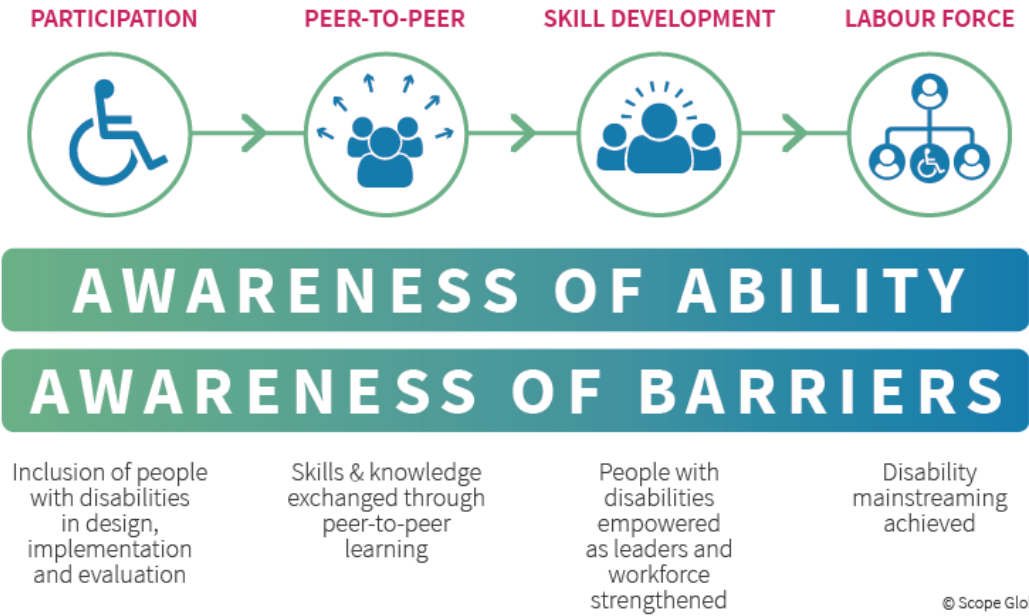 PARTICIPATION
PEER-TO-PEER
SKILL DEVELOPMENT
LABOUR FORCE
AWARENESS OF ABILITY
AWARENESS OF BARRIERS
Inclusion of people
with disabilities
in design,
implementation
and evaluation
Skills & knowledge
exchanged through
peer-to-peer
learning
People with
disabilities
empowered
as leaders and
workforce
strengthened
Disability
mainstreaming
achieved
© Scope